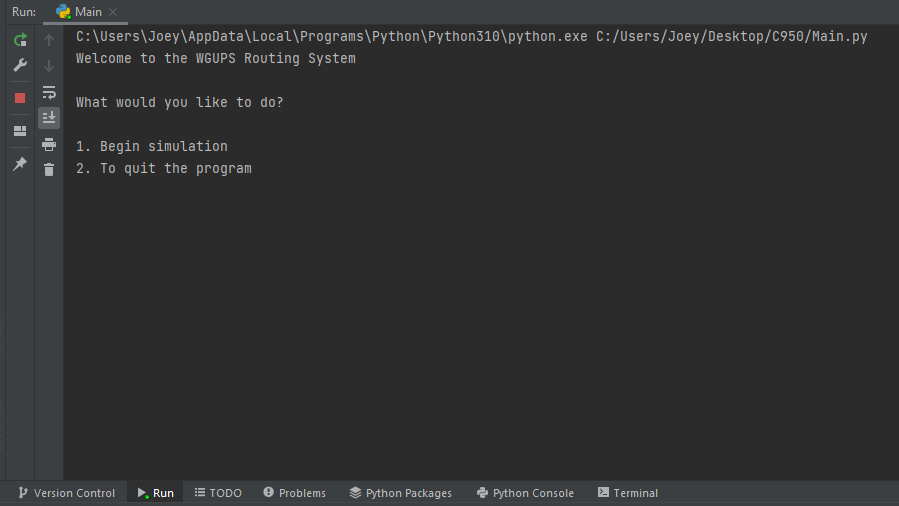 Run: Main
C:\Users\Joey\AppData\Local\Programs\Python\Python310\python.exe C:/Users/Joey/Desktop/C950/Main.py
Welcome to the WGUPS Routing System
What would you like to do?
1. Begin simulation
2. To quit the program
Version Control Run TODO Problems Python Packages Python Console Terminal